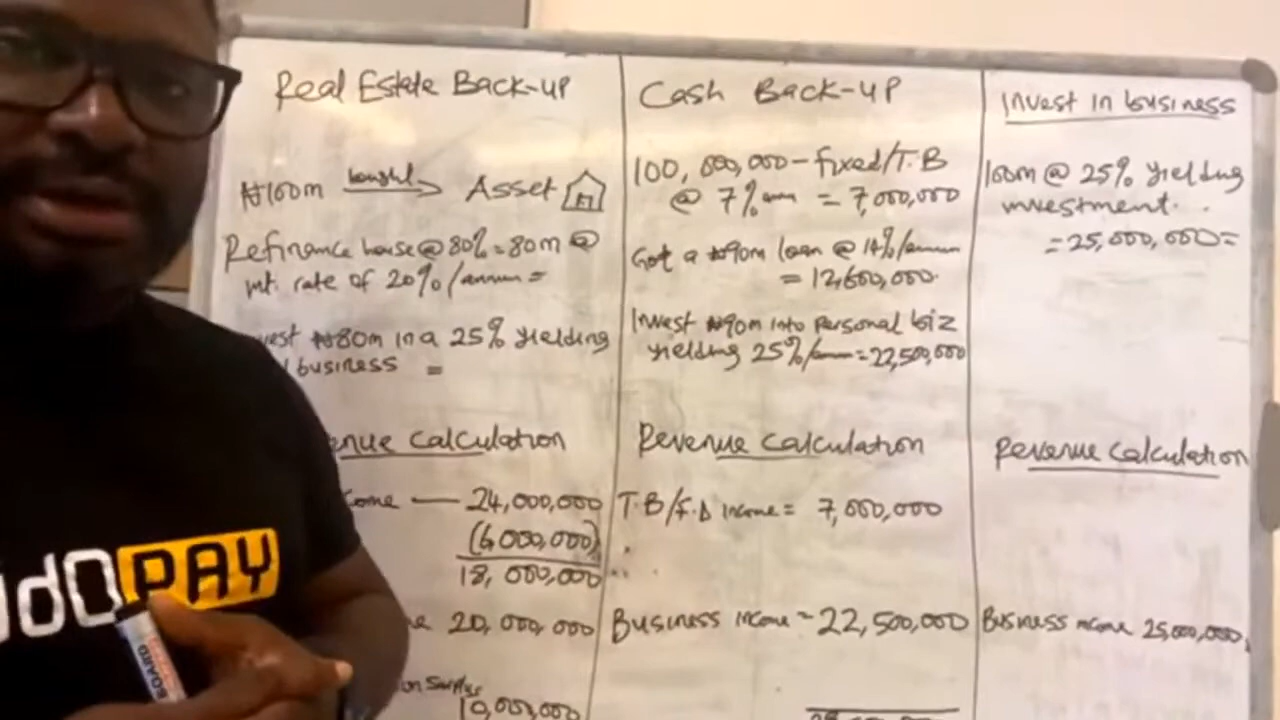 Real Estate Back-up
₦100m bought Asset
Refinance house @ 80% = 80m @
int. rate of 20%/annum =
₦80m in a 25% yielding
business =
Calculation
24,000,000
(6,000,000)
18,000,000
20,000,000
Surplus
10,000,000
Cash Back-up
100,000,000 - fixed/T.B
@ 7%ann = 7,000,000
Got a ₦90m loan @ 14%/annum
= 12,600,000
Invest ₦90m into personal biz
yielding 25%/annum = 22,500,000
Revenue Calculation
T.B/F.D income = 7,000,000
Business income = 22,500,000
Invest in business
100m @ 25% yielding
investment.
= 25,000,000=
Revenue Calculation
Business income 25,000,000
PAY
BOARD